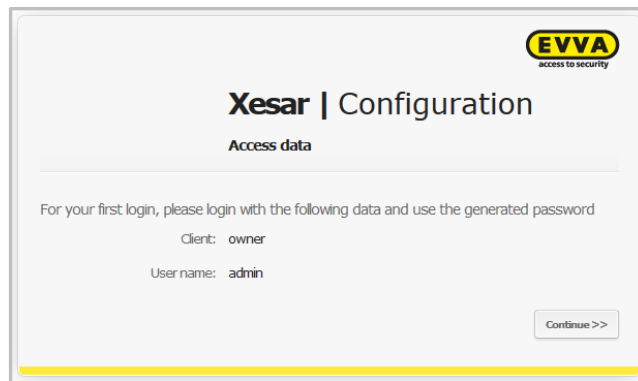 EVVA
access to security
Xesar | Configuration
Access data
For your first login, please login with the following data and use the generated password
Client: owner
User name: admin
Continue >>